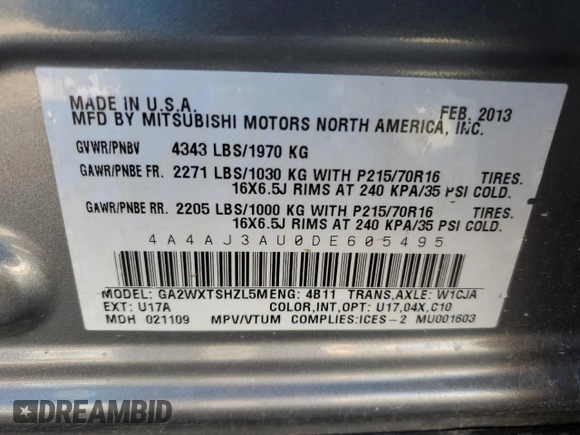 MADE IN U.S.A. FEB. 2013
MFD BY MITSUBISHI MOTORS NORTH AMERICA, INC.
GVWR/PNBV 4343 LBS/1970 KG
GAWR/PNBE FR. 2271 LBS/1030 KG WITH P215/70R16 TIRES.
16X6.5J RIMS AT 240 KPA/35 PSI COLD.
GAWR/PNBE RR. 2205 LBS/1000 KG WITH P215/70R16 TIRES.
16X6.5J RIMS AT 240 KPA/35 PSI COLD.
4A4AJ3AU0DE605495
MODEL: GA2WXTSHZL5M ENG: 4B11 TRANS,AXLE: W1CJA
EXT: U17A COLOR,INT,OPT: U17,04X,C10
MDH 021109 MPV/VTUM COMPLIES:ICES-2 MU001603
DREAMBID